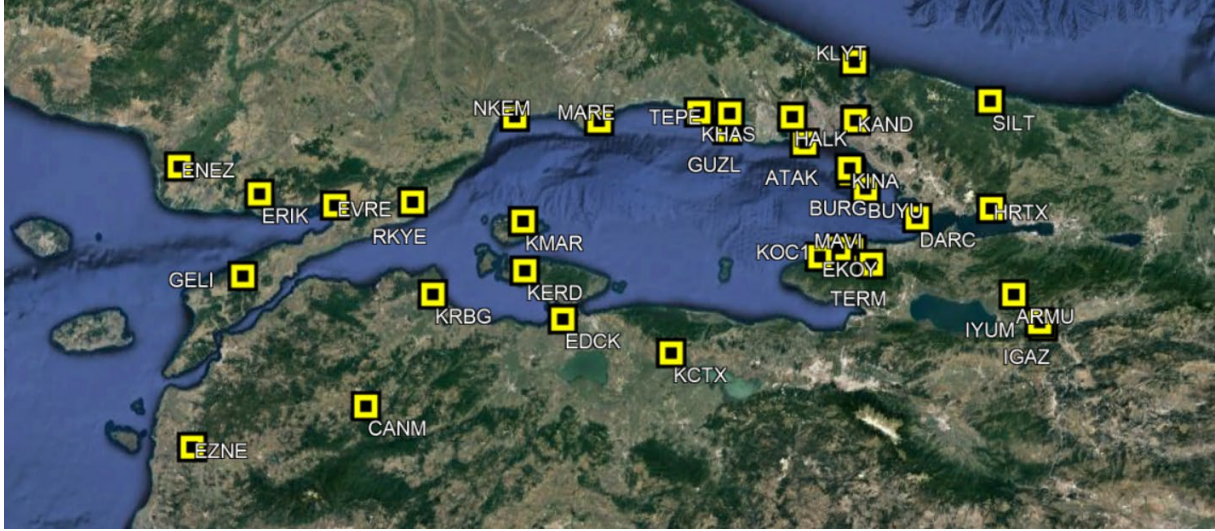 KLYT
NKEM
MARE
TEPE
KHAS
KAND
SILT
HALK
GUZL
ATAK
ENEZ
KINA
ERIK
EVRE
BURG
BUYU
HRTX
RKYE
KMAR
DARC
MAVI
KOC1
EKOY
GELI
KERD
TERM
KRBG
ARMU
IYUM
EDCK
IGAZ
KCTX
CANM
EZNE